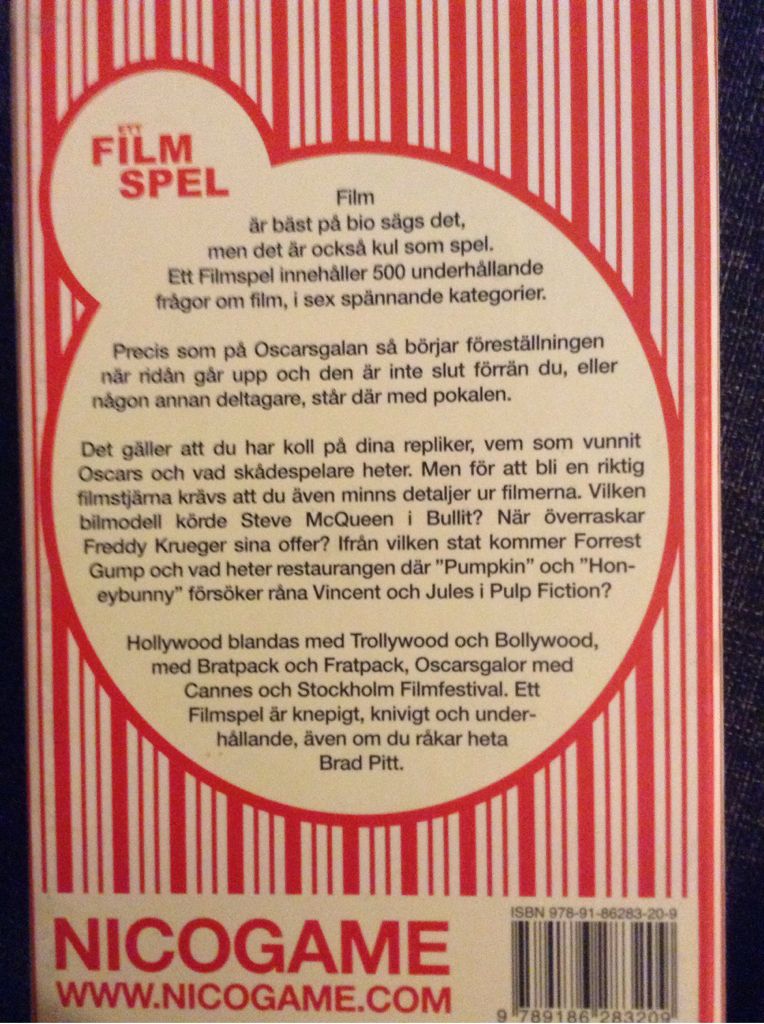 ETT
FILM
SPEL
Film
är bäst på bio sägs det,
men det är också kul som spel.
Ett Filmspel innehåller 500 underhållande
frågor om film, i sex spännande kategorier.
Precis som på Oscarsgalan så börjar föreställningen
när ridån går upp och den är inte slut förrän du, eller
någon annan deltagare, står där med pokalen.
Det gäller att du har koll på dina repliker, vem som vunnit
Oscars och vad skådespelare heter. Men för att bli en riktig
filmstjärna krävs att du även minns detaljer ur filmerna. Vilken
bilmodell körde Steve McQueen i Bullit? När överraskar
Freddy Krueger sina offer? Ifrån vilken stat kommer Forrest
Gump och vad heter restaurangen där ”Pumpkin” och ”Hon-
eybunny” försöker råna Vincent och Jules i Pulp Fiction?
Hollywood blandas med Trollywood och Bollywood,
med Bratpack och Fratpack, Oscarsgalor med
Cannes och Stockholm Filmfestival. Ett
Filmspel är knepigt, knivigt och under-
hållande, även om du råkar heta
Brad Pitt.
NICOGAME
WWW.NICOGAME.COM
ISBN 978-91-86283-20-9
9 789186 283209